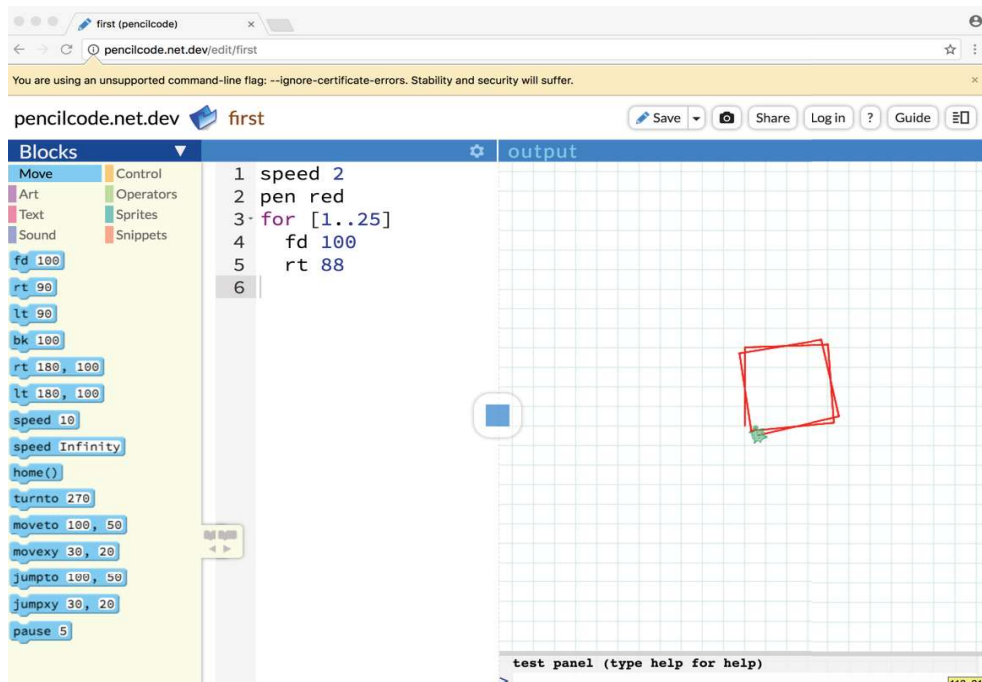 first (pencilcode)
pencilcode.net.dev/edit/first
You are using an unsupported command-line flag: --ignore-certificate-errors. Stability and security will suffer.
pencilcode.net.dev first
Save Share Log in ? Guide
Blocks
Move Control
Art Operators
Text Sprites
Sound Snippets
fd 100
rt 90
lt 90
bk 100
rt 180, 100
lt 180, 100
speed 10
speed Infinity
home()
turnto 270
moveto 100, 50
movexy 30, 20
jumpto 100, 50
jumpxy 30, 20
pause 5
1 speed 2
2 pen red
3 for [1..25]
4 fd 100
5 rt 88
6
output
test panel (type help for help)
>